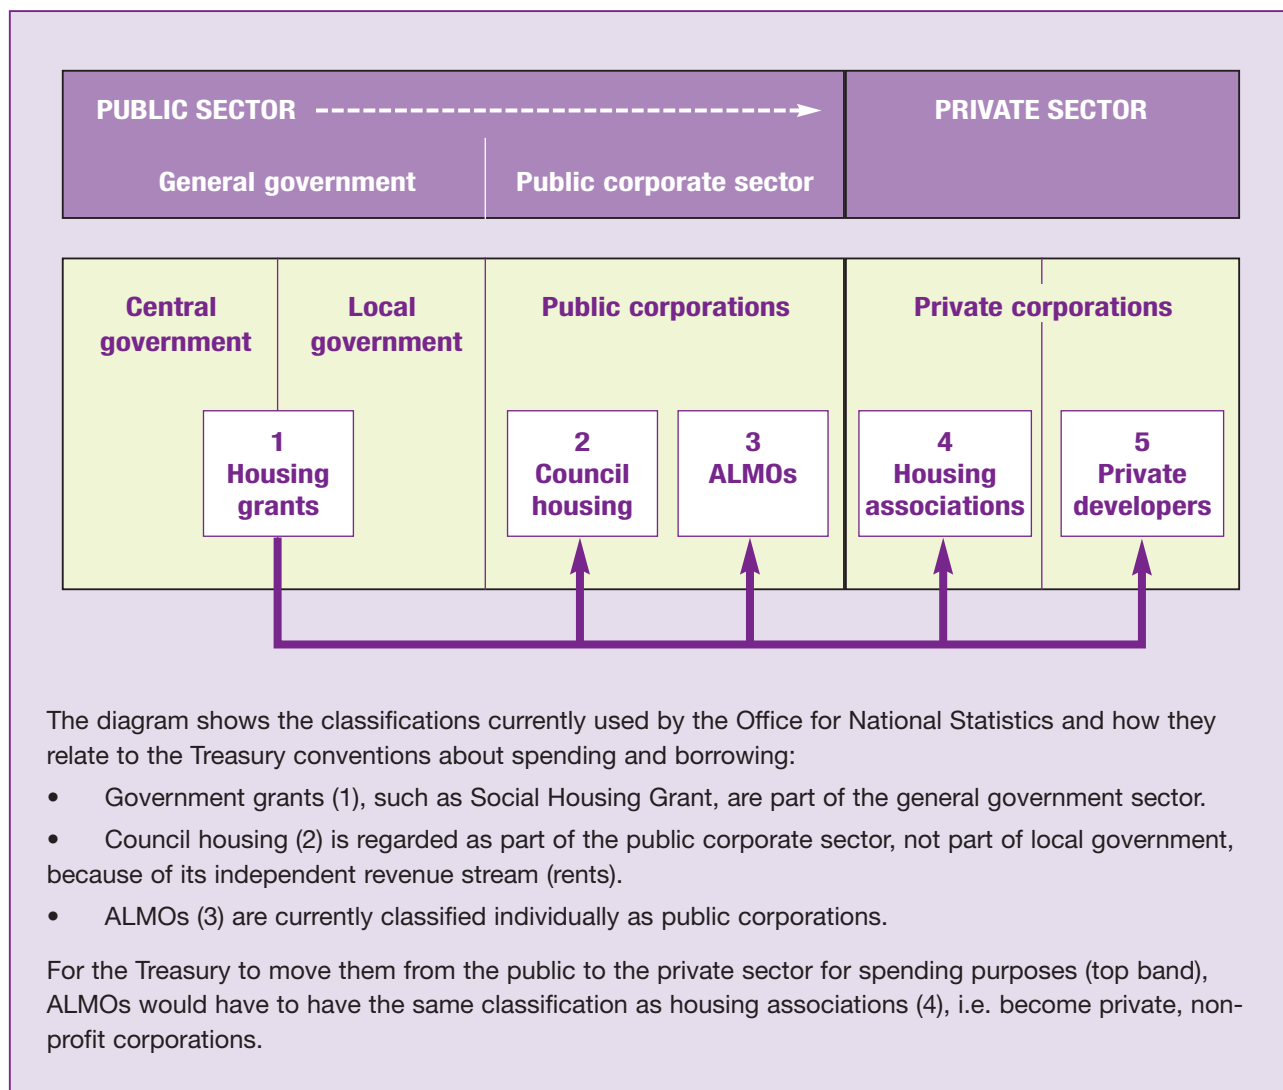 PUBLIC SECTOR
PRIVATE SECTOR
General government
Public corporate sector
Central
government
Local
government
Public corporations
Private corporations
1
Housing
grants
2
Council
housing
3
ALMOs
4
Housing
associations
5
Private
developers
The diagram shows the classifications currently used by the Office for National Statistics and how they
relate to the Treasury conventions about spending and borrowing:
• Government grants (1), such as Social Housing Grant, are part of the general government sector.
• Council housing (2) is regarded as part of the public corporate sector, not part of local government,
because of its independent revenue stream (rents).
• ALMOs (3) are currently classified individually as public corporations.
For the Treasury to move them from the public to the private sector for spending purposes (top band),
ALMOs would have to have the same classification as housing associations (4), i.e. become private, non-
profit corporations.